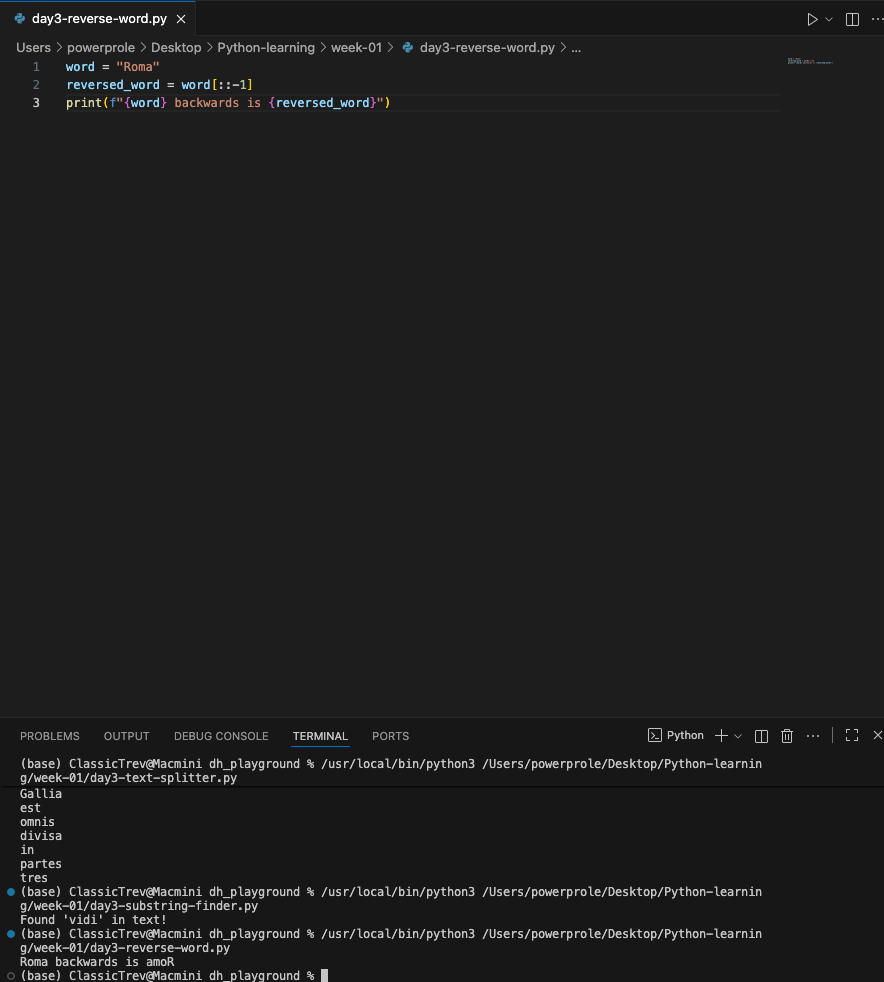 day3-reverse-word.py
Users > powerprole > Desktop > Python-learning > week-01 > day3-reverse-word.py > ...
1 word = "Roma"
2 reversed_word = word[::-1]
3 print(f"{word} backwards is {reversed_word}")
PROBLEMS OUTPUT DEBUG CONSOLE TERMINAL PORTS Python
(base) ClassicTrev@Macmini dh_playground % /usr/local/bin/python3 /Users/powerprole/Desktop/Python-learnin
g/week-01/day3-text-splitter.py
Gallia
est
omnis
divisa
in
partes
tres
(base) ClassicTrev@Macmini dh_playground % /usr/local/bin/python3 /Users/powerprole/Desktop/Python-learnin
g/week-01/day3-substring-finder.py
Found 'vidi' in text!
(base) ClassicTrev@Macmini dh_playground % /usr/local/bin/python3 /Users/powerprole/Desktop/Python-learnin
g/week-01/day3-reverse-word.py
Roma backwards is amoR
(base) ClassicTrev@Macmini dh_playground %